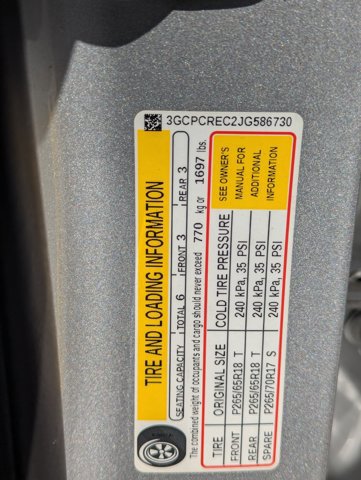 3GCPCREC2JG586730
TIRE AND LOADING INFORMATION
SEATING CAPACITY TOTAL 6 FRONT 3 REAR 3
The combined weight of occupants and cargo should never exceed 770 kg or 1697 lbs.
TIRE ORIGINAL SIZE COLD TIRE PRESSURE
FRONT P265/65R18 T 240 kPa, 35 PSI
REAR P265/65R18 T 240 kPa, 35 PSI
SPARE P265/70R17 S 240 kPa, 35 PSI
SEE OWNER'S
MANUAL FOR
ADDITIONAL
INFORMATION